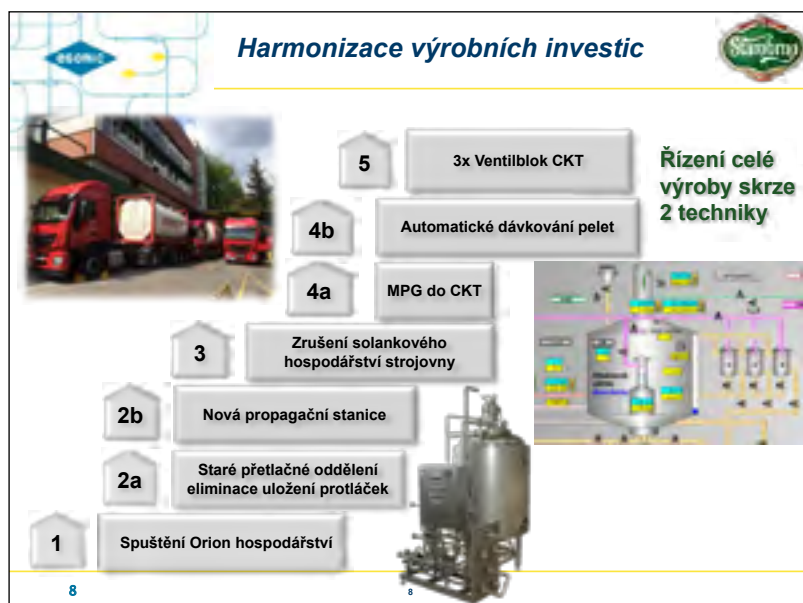 esonic
Harmonizace výrobních investic
Starobrno
5
3x Ventilblok CKT
Řízení celé
výroby skrze
2 techniky
4b
Automatické dávkování pelet
4a
MPG do CKT
3
Zrušení solankového
hospodářství strojovny
2b
Nová propagační stanice
2a
Staré přetlačné oddělení
eliminace uložení protláček
1
Spuštění Orion hospodářství
8
8